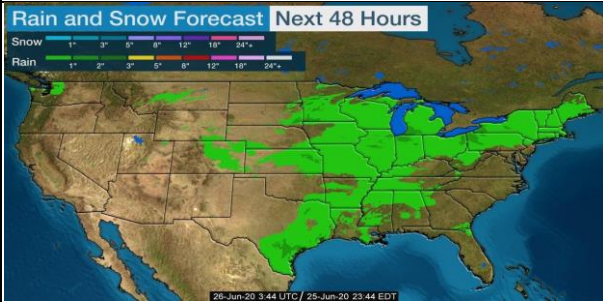 Rain and Snow Forecast Next 48 Hours
Snow
1" 3" 5" 8" 12" 18" 24"+
Rain
1" 2" 3" 5" 8" 12" 18" 24"+
26-Jun-20 3:44 UTC / 25-Jun-20 23:44 EDT